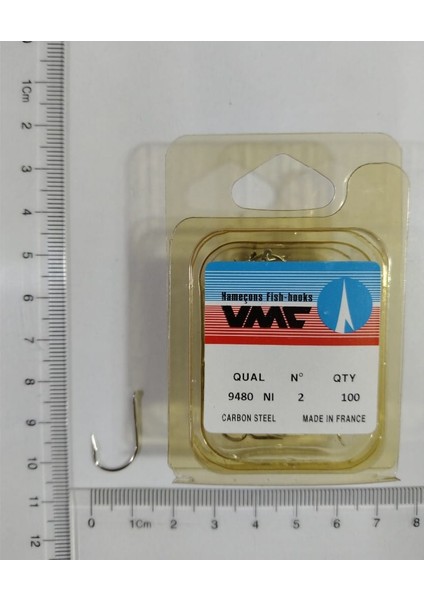 0
1Cm
2
3
4
5
6
7
8
9
10
11
12
Hameçons Fish-hooks
VMC
QUAL N° QTY
9480 NI 2 100
CARBON STEEL MADE IN FRANCE
0 1Cm 2 3 4 5 6 7 8